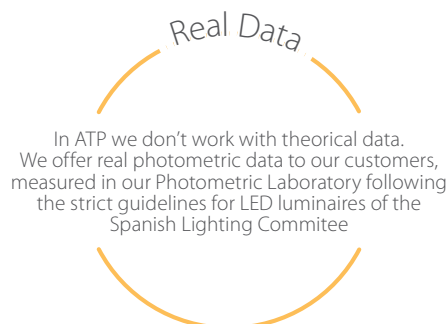 Real Data
In ATP we don't work with theorical data.
We offer real photometric data to our customers,
measured in our Photometric Laboratory following
the strict guidelines for LED luminaires of the
Spanish Lighting Commitee